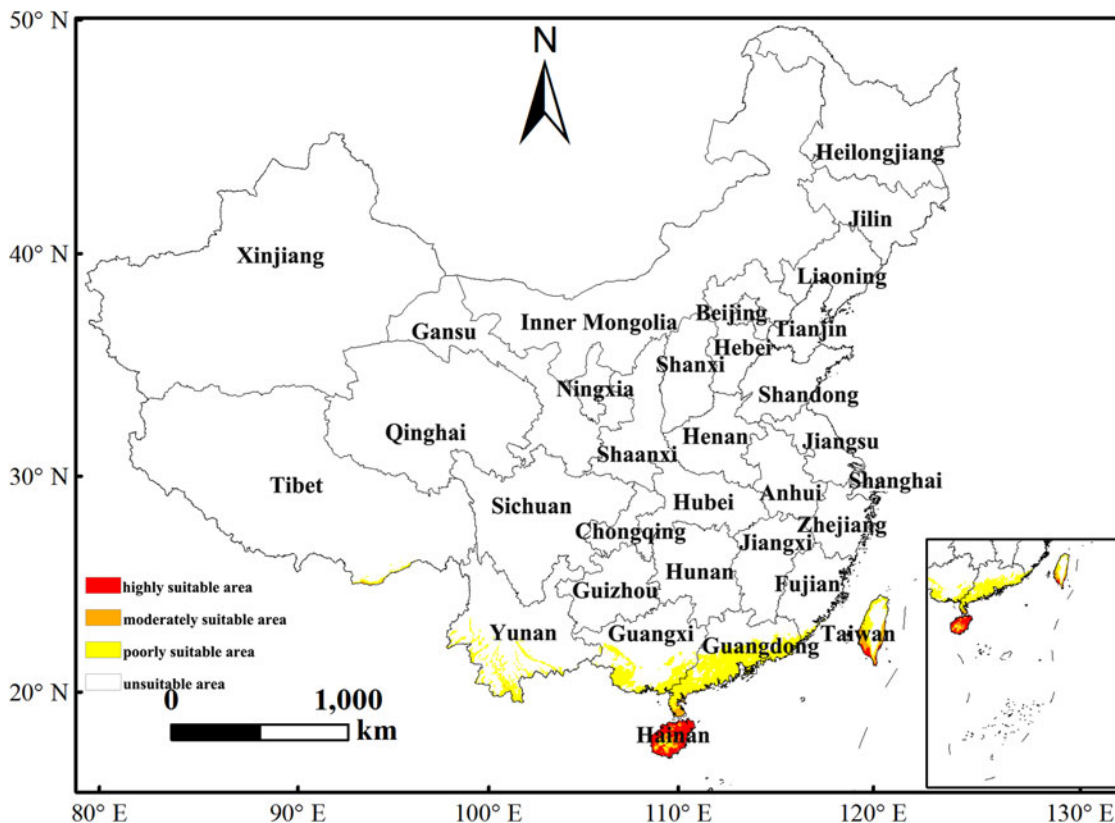 50° N
N
Heilongjiang
Jilin
40° N
Xinjiang
Liaoning
Beijing
Inner Mongolia
Tianjin
Gansu
Hebei
Shanxi
Ningxia
Shandong
Qinghai
Henan
Jiangsu
Shaanxi
30° N
Tibet
Shanghai
Anhui
Hubei
Sichuan
Zhejiang
Chongqing
Jiangxi
Hunan
Fujian
Guizhou
highly suitable area
moderately suitable area
Yunan
Guangxi
Taiwan
Guangdong
poorly suitable area
unsuitable area
20° N
0 1,000
km
Hainan
80° E 90° E 100° E 110° E 120° E 130° E